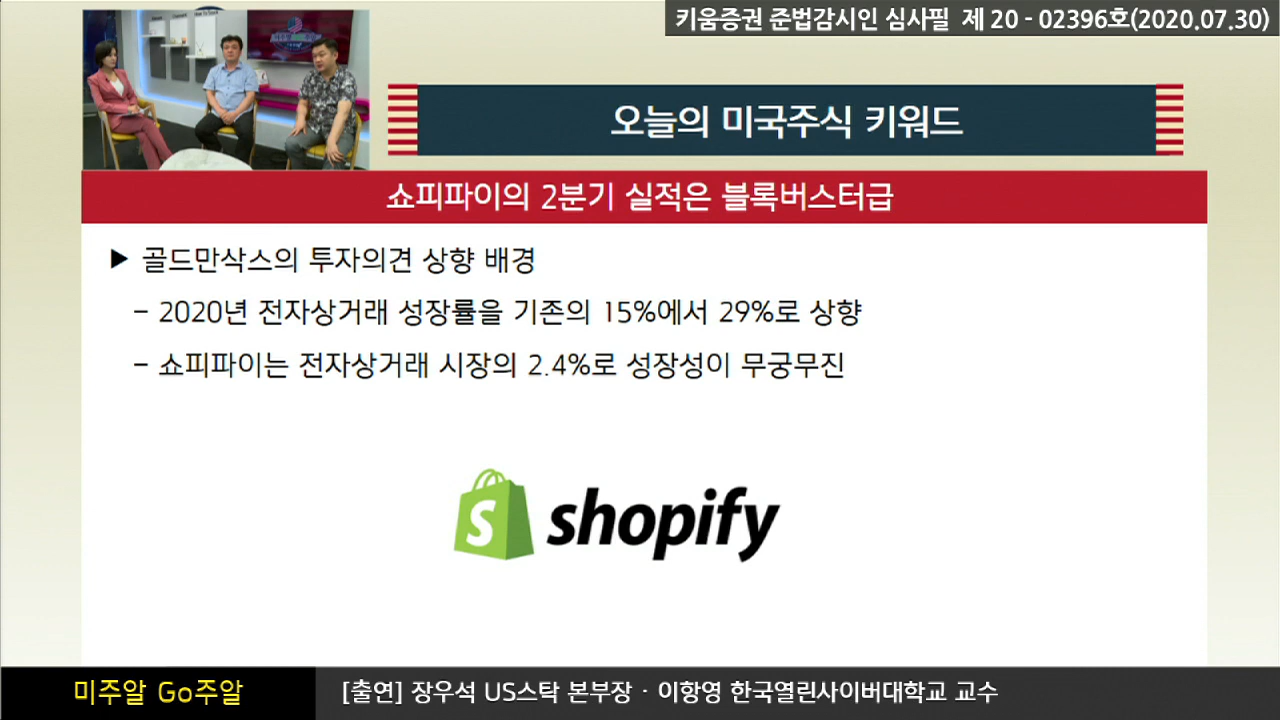 키움증권 준법감시인 심사필 제 20 - 02396호(2020.07.30)
오늘의 미국주식 키워드
쇼피파이의 2분기 실적은 블록버스터급
▶ 골드만삭스의 투자의견 상향 배경
- 2020년 전자상거래 성장률을 기존의 15%에서 29%로 상향
- 쇼피파이는 전자상거래 시장의 2.4%로 성장성이 무궁무진
S shopify
미주알 Go주알
[출연] 장우석 US스탁 본부장 · 이항영 한국열린사이버대학교 교수